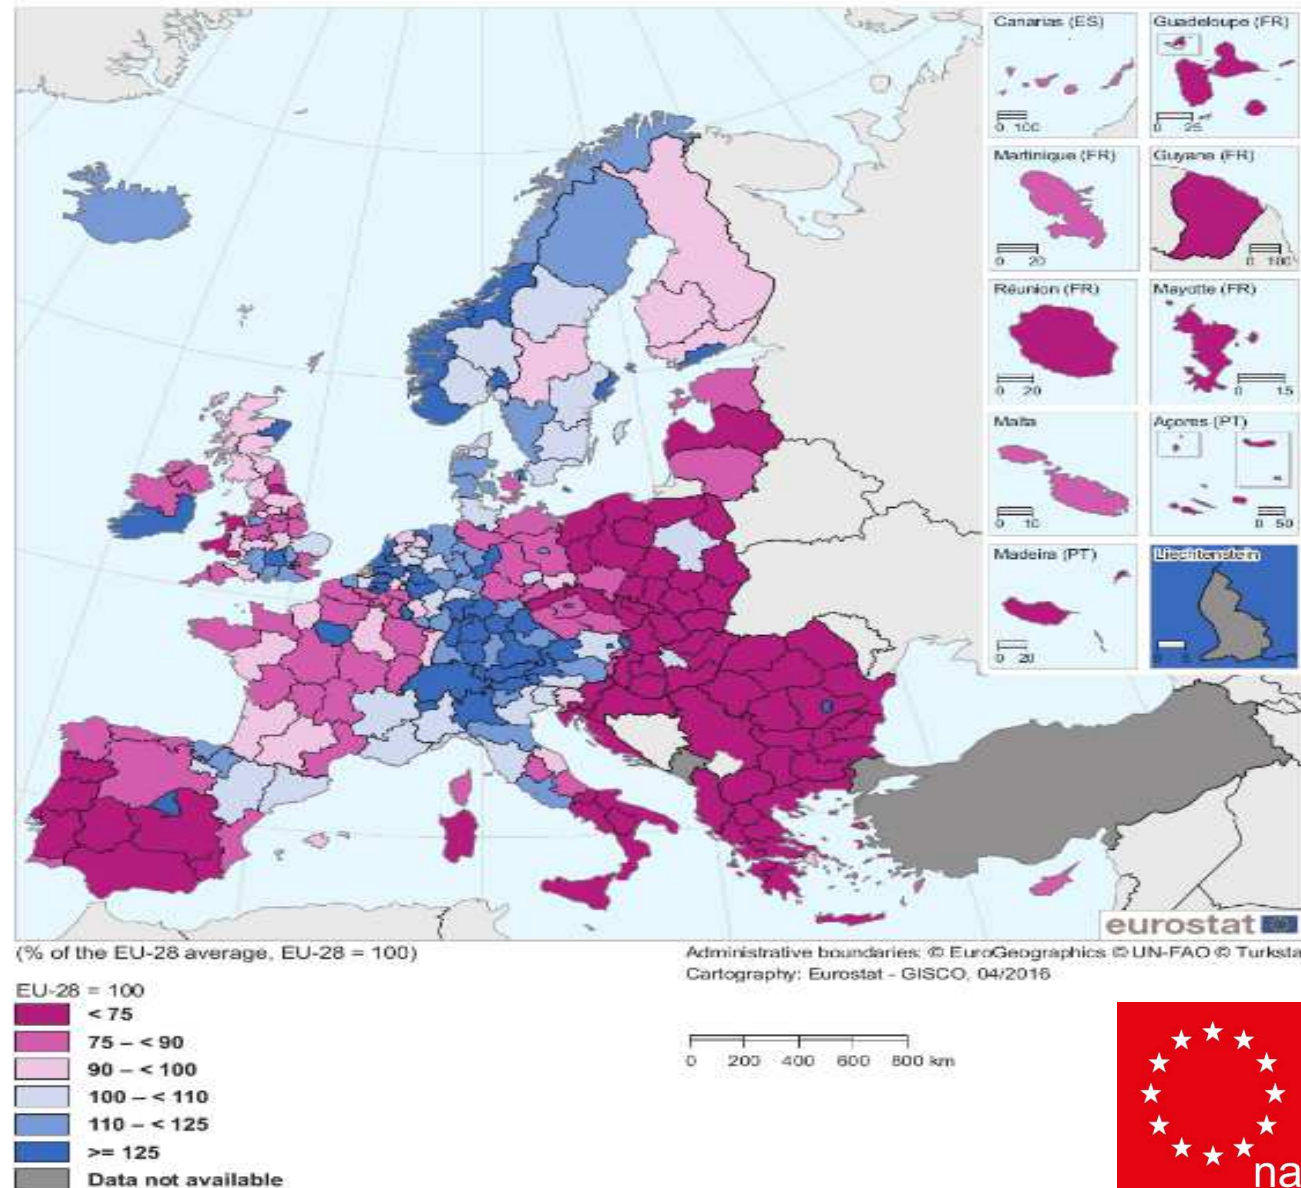 Canarias (ES)
0 100
Guadeloupe (FR)
0 25
Martinique (FR)
0 20
Guyane (FR)
0 100
Réunion (FR)
0 20
Mayotte (FR)
0 15
Malta
0 10
Açores (PT)
0 50
Madeira (PT)
0 20
Liechtenstein
eurostat
(% of the EU-28 average, EU-28 = 100)
Administrative boundaries: © EuroGeographics © UN-FAO © Turksta
Cartography: Eurostat - GISCO, 04/2016
EU-28 = 100
< 75
75 – < 90
90 – < 100
100 – < 110
110 – < 125
>= 125
Data not available
0 200 400 600 800 km
na